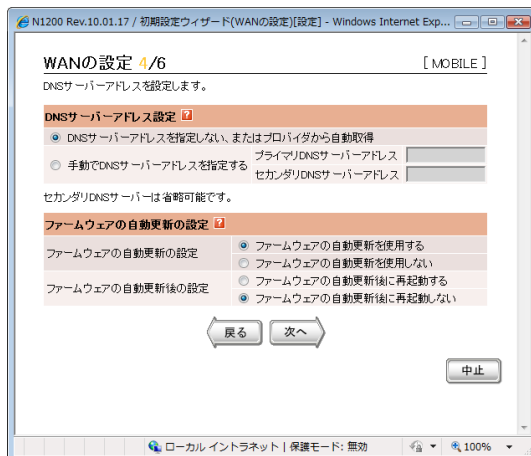 N1200 Rev.10.01.17 / 初期設定ウィザード(WANの設定)[設定] - Windows Internet Exp...
WANの設定 4/6
[ MOBILE ]
DNSサーバーアドレスを設定します。
DNSサーバーアドレス設定 ?
DNSサーバーアドレスを指定しない、またはプロバイダから自動取得
手動でDNSサーバーアドレスを指定する
プライマリDNSサーバーアドレス
セカンダリDNSサーバーアドレス
セカンダリDNSサーバーは省略可能です。
ファームウェアの自動更新の設定 ?
ファームウェアの自動更新の設定
ファームウェアの自動更新を使用する
ファームウェアの自動更新を使用しない
ファームウェアの自動更新後の設定
ファームウェアの自動更新後に再起動する
ファームウェアの自動更新後に再起動しない
戻る
次へ
中止
ローカル イントラネット | 保護モード: 無効
100%